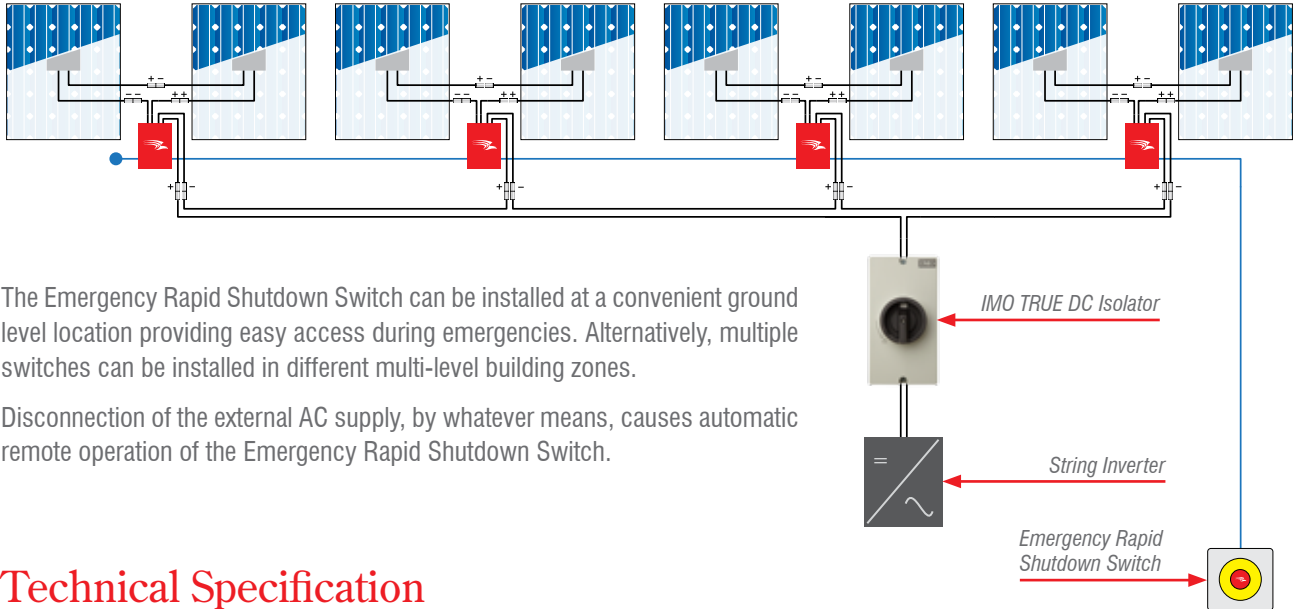 + - + - + - + -
- - + + - - + + - - + + - - + +
+ - + - + - + -
The Emergency Rapid Shutdown Switch can be installed at a convenient ground
level location providing easy access during emergencies. Alternatively, multiple
switches can be installed in different multi-level building zones.
Disconnection of the external AC supply, by whatever means, causes automatic
remote operation of the Emergency Rapid Shutdown Switch.
IMO TRUE DC Isolator
String Inverter
Emergency Rapid
Shutdown Switch
Technical Specification